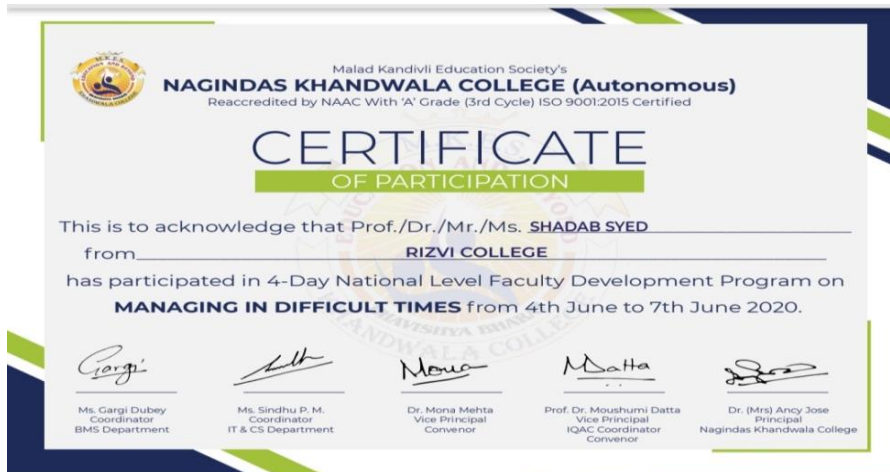 Malad Kandivli Education Society's
NAGINDAS KHANDWALA COLLEGE (Autonomous)
Reaccredited by NAAC With 'A' Grade (3rd Cycle) ISO 9001:2015 Certified
CERTIFICATE
OF PARTICIPATION
This is to acknowledge that Prof./Dr./Mr./Ms. SHADAB SYED
from RIZVI COLLEGE
has participated in 4-Day National Level Faculty Development Program on
MANAGING IN DIFFICULT TIMES from 4th June to 7th June 2020.
Gargi
Mona
MDatta
Ms. Gargi Dubey
Coordinator
BMS Department
Ms. Sindhu P. M.
Coordinator
IT & CS Department
Dr. Mona Mehta
Vice Principal
Convenor
Prof. Dr. Moushumi Datta
Vice Principal
IQAC Coordinator
Convenor
Dr. (Mrs) Ancy Jose
Principal
Nagindas Khandwala College